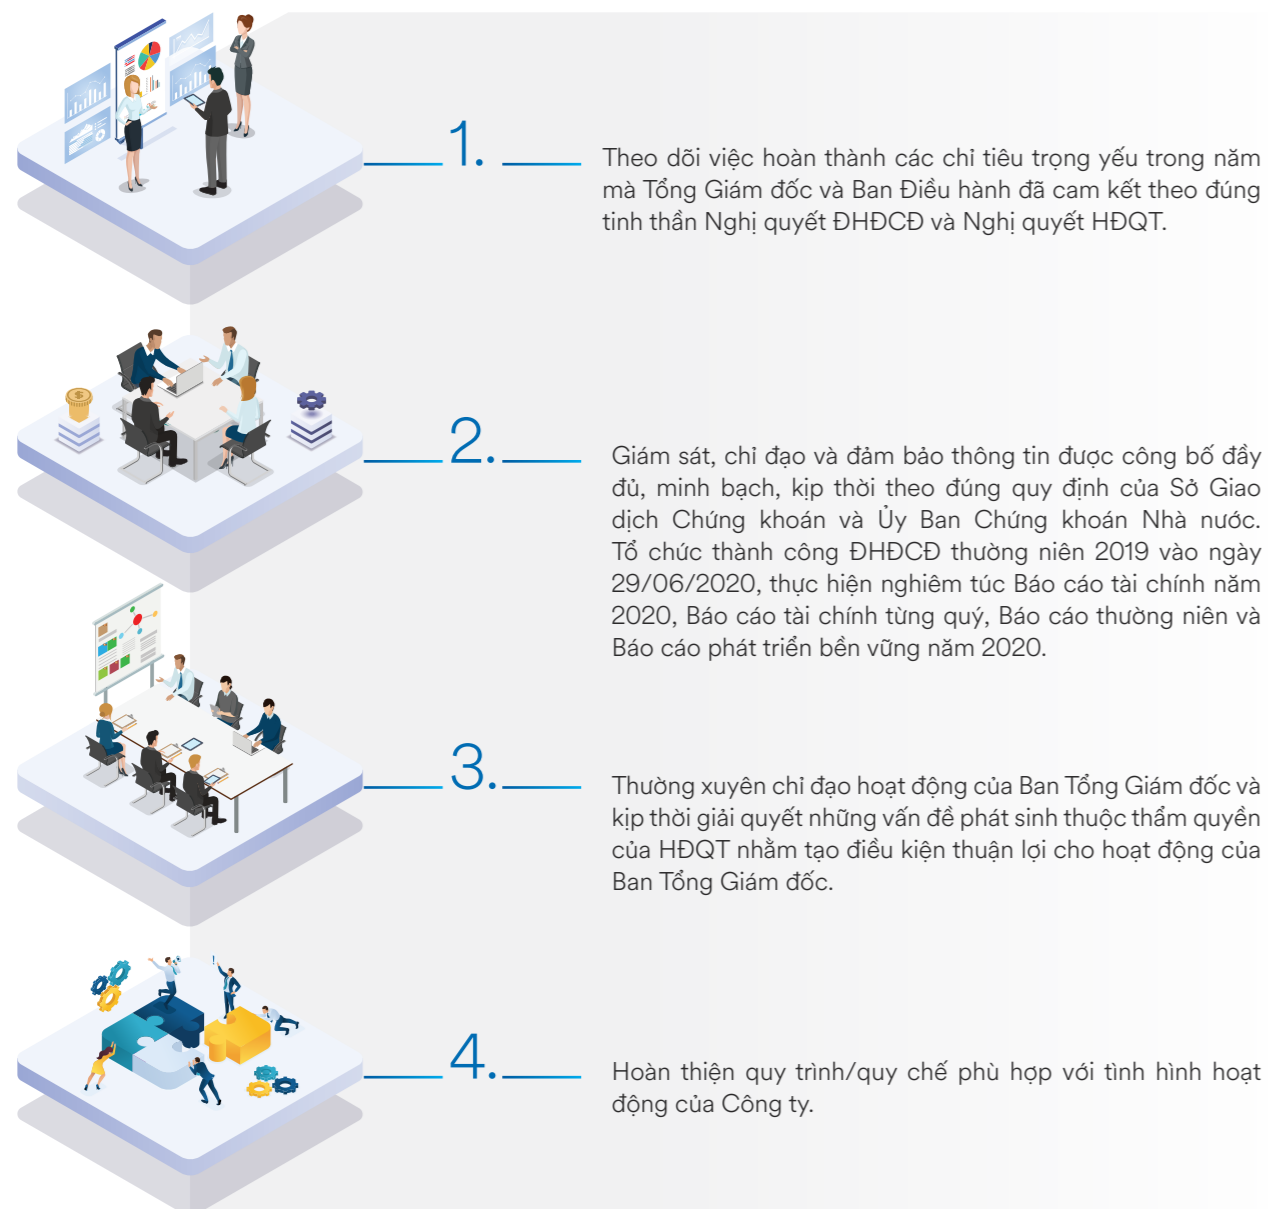 1.
Theo dõi việc hoàn thành các chỉ tiêu trọng yếu trong năm
mà Tổng Giám đốc và Ban Điều hành đã cam kết theo đúng
tinh thần Nghị quyết ĐHĐCĐ và Nghị quyết HĐQT.
2.
Giám sát, chỉ đạo và đảm bảo thông tin được công bố đầy
đủ, minh bạch, kịp thời theo đúng quy định của Sở Giao
dịch Chứng khoán và Ủy Ban Chứng khoán Nhà nước.
Tổ chức thành công ĐHĐCĐ thường niên 2019 vào ngày
29/06/2020, thực hiện nghiêm túc Báo cáo tài chính năm
2020, Báo cáo tài chính từng quý, Báo cáo thường niên và
Báo cáo phát triển bền vững năm 2020.
3.
Thường xuyên chỉ đạo hoạt động của Ban Tổng Giám đốc và
kịp thời giải quyết những vấn đề phát sinh thuộc thẩm quyền
của HĐQT nhằm tạo điều kiện thuận lợi cho hoạt động của
Ban Tổng Giám đốc.
4.
Hoàn thiện quy trình/quy chế phù hợp với tình hình hoạt
động của Công ty.